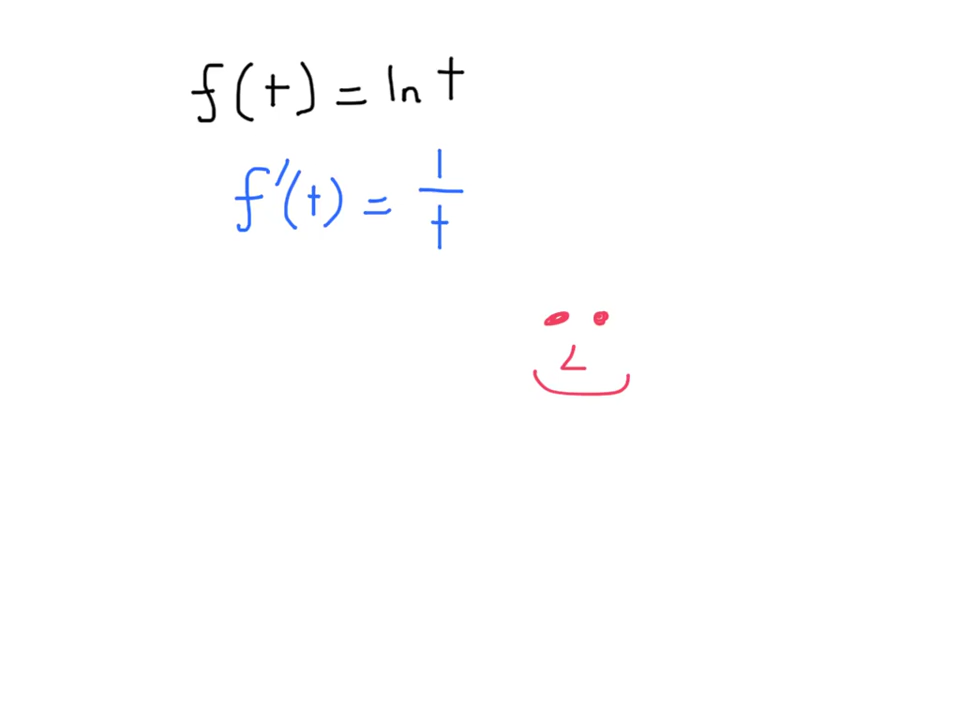 f(t) = ln t
f'(t) = 1/t